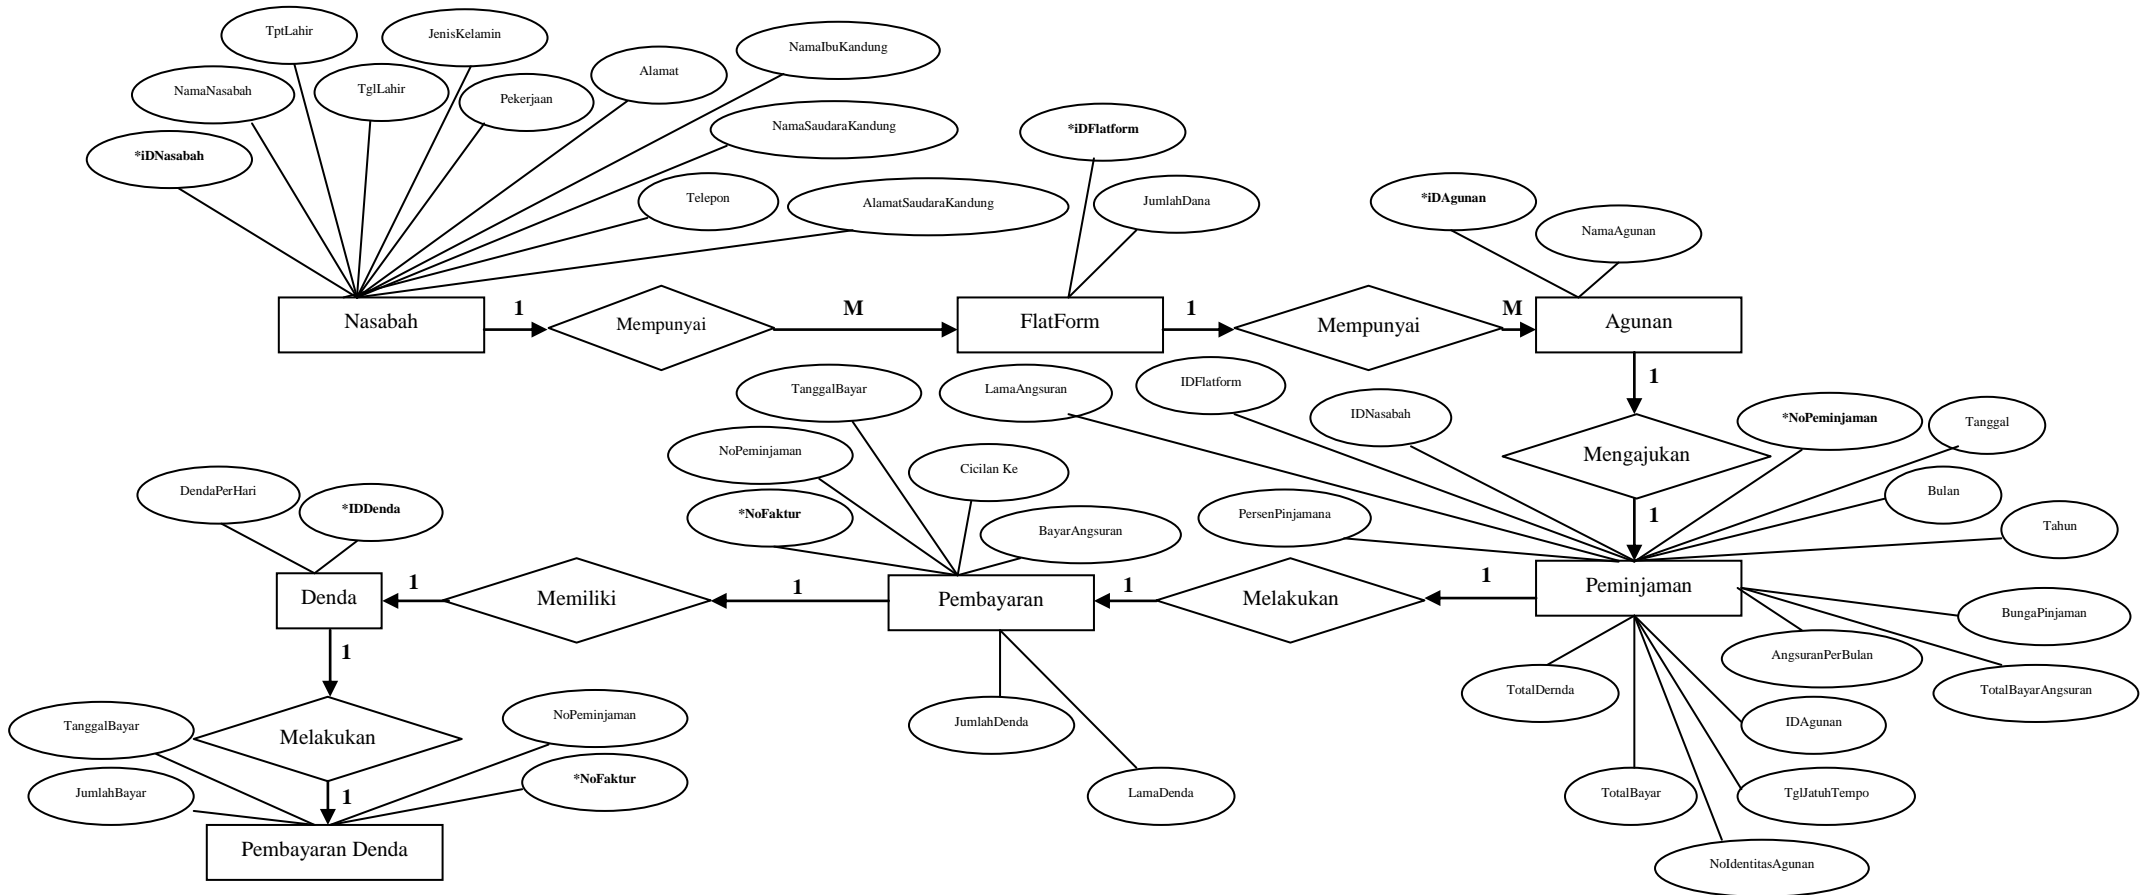 TptLahir
JenisKelamin
NamaIbuKandung
Alamat
NamaNasabah
TglLahir
Pekerjaan
NamaSaudaraKandung
*iDFlatform
*iDNasabah
Telepon
AlamatSaudaraKandung
JumlahDana
*iDAgunan
NamaAgunan
Nasabah
1
Mempunyai
M
FlatForm
1
Mempunyai
M
Agunan
1
TanggalBayar
LamaAngsuran
IDFlatform
IDNasabah
*NoPeminjaman
Tanggal
NoPeminjaman
Cicilan Ke
Mengajukan
DendaPerHari
*IDDenda
*NoFaktur
BayarAngsuran
PersenPinjamana
1
Bulan
Tahun
Denda
1
Memiliki
1
Pembayaran
1
Melakukan
1
Peminjaman
BungaPinjaman
1
AngsuranPerBulan
TotalDernda
TotalBayarAngsuran
TanggalBayar
Melakukan
NoPeminjaman
JumlahDenda
IDAgunan
JumlahBayar
1
*NoFaktur
LamaDenda
TotalBayar
TglJatuhTempo
Pembayaran Denda
NoIdentitasAgunan